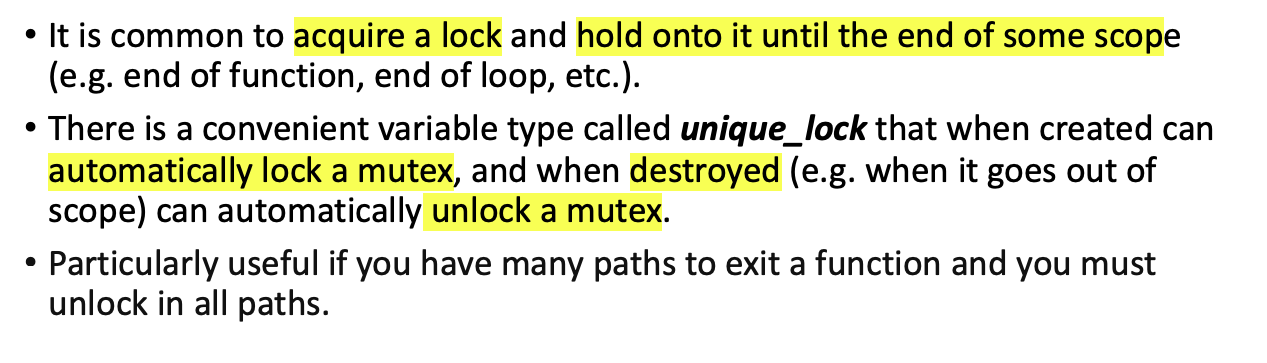 • It is common to acquire a lock and hold onto it until the end of some scope
(e.g. end of function, end of loop, etc.).
• There is a convenient variable type called unique_lock that when created can
automatically lock a mutex, and when destroyed (e.g. when it goes out of
scope) can automatically unlock a mutex.
• Particularly useful if you have many paths to exit a function and you must
unlock in all paths.